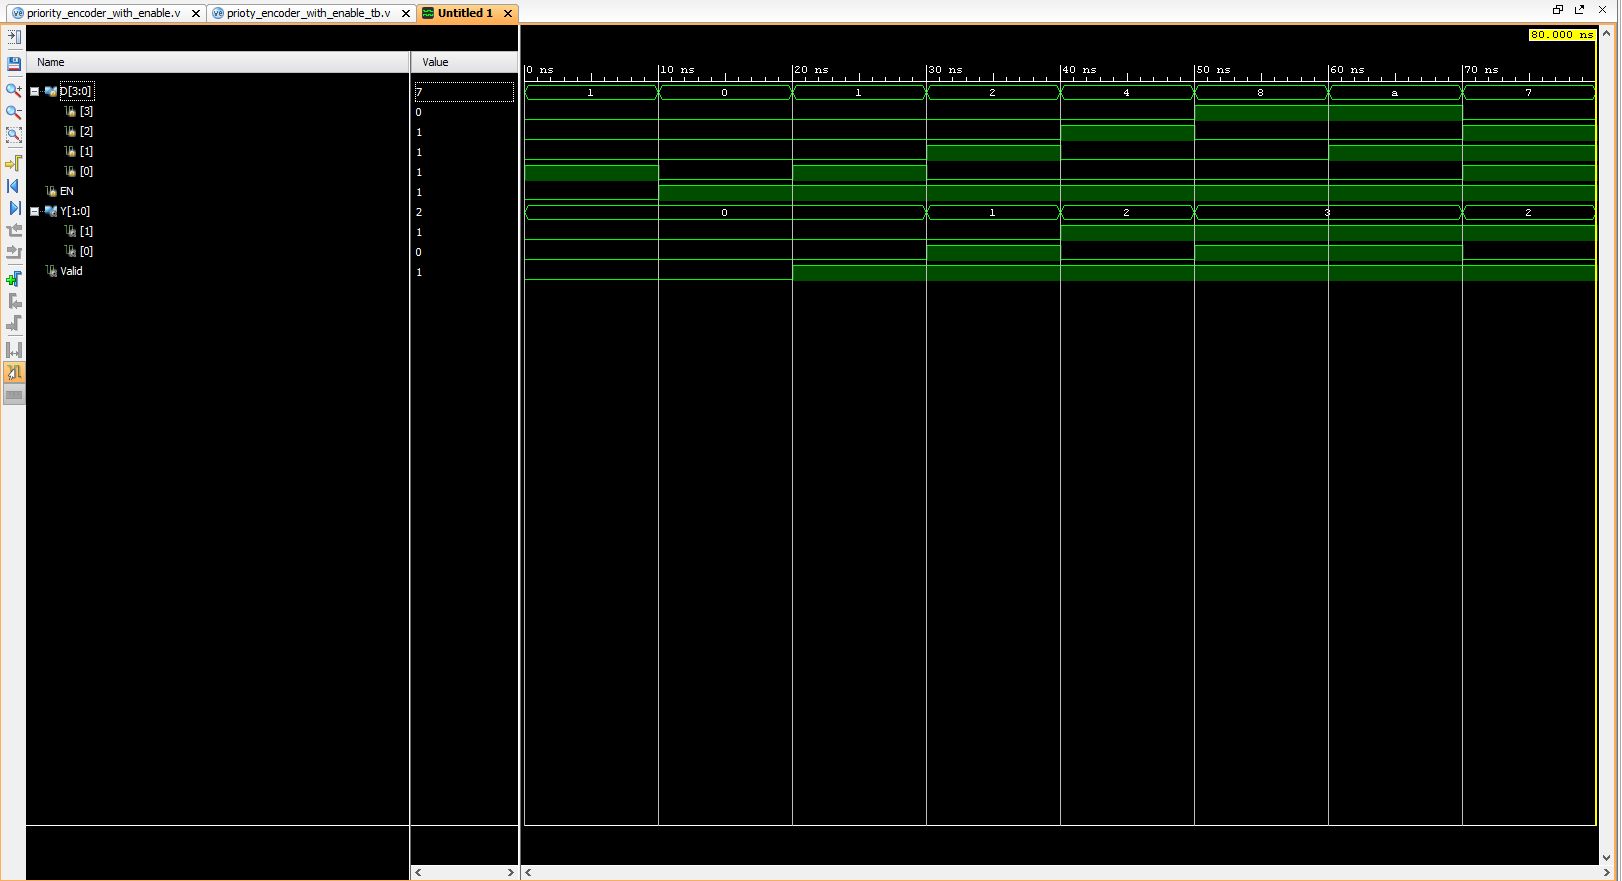 priority_encoder_with_enable.v
prioty_encoder_with_enable_tb.v
Untitled 1
80.000 ns
Name
Value
0 ns
10 ns
20 ns
30 ns
40 ns
50 ns
60 ns
70 ns
D[3:0] 7 1 0 1 2 4 8 a 7
[3] 0
[2] 1
[1] 1
[0] 1
EN 1
Y[1:0] 2 0 1 2 3 2
[1] 1
[0] 0
Valid 1